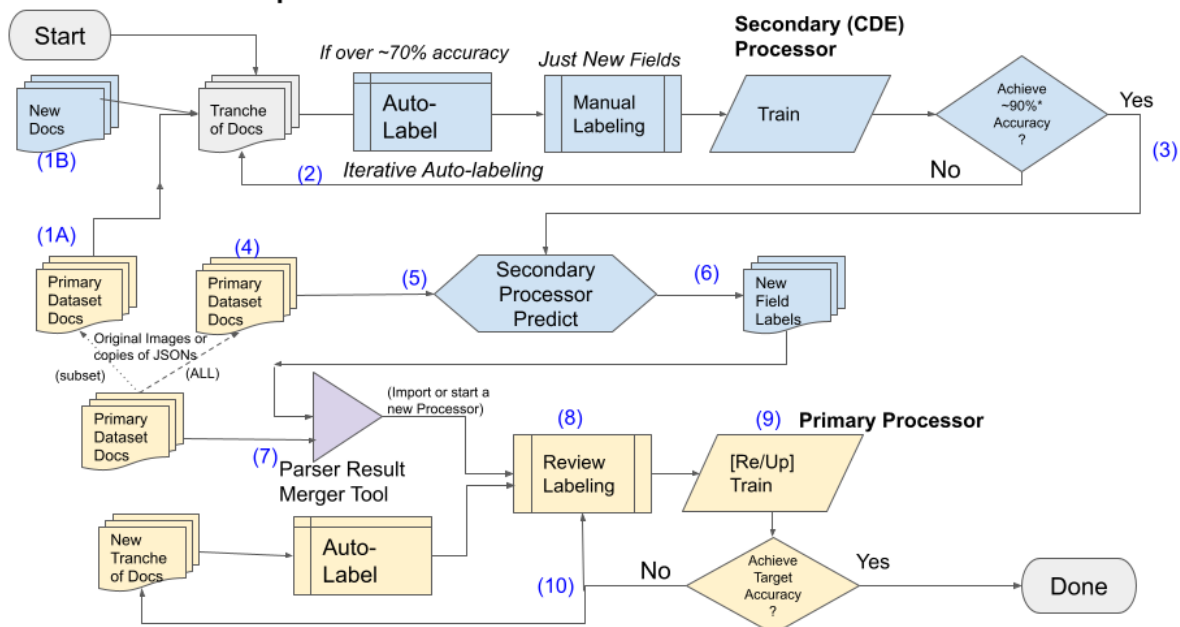 Start
Secondary (CDE)
Processor
If over ~70% accuracy
Just New Fields
New
Docs
(1B)
Tranche
of Docs
Auto-
Label
Manual
Labeling
Train
Achieve
~90%*
Accuracy
?
Yes
(3)
(2)
Iterative Auto-labeling
No
(1A)
Primary
Dataset
Docs
(4)
Primary
Dataset
Docs
(5)
Secondary
Processor
Predict
(6)
New
Field
Labels
Original Images or
copies of JSONs
(subset)
(ALL)
Primary
Dataset
Docs
(Import or start a
new Processor)
(7)
Parser Result
Merger Tool
(8)
Review
Labeling
(9)
Primary Processor
[Re/Up]
Train
New
Tranche
of Docs
Auto-
Label
(10)
No
Achieve
Target
Accuracy
?
Yes
Done